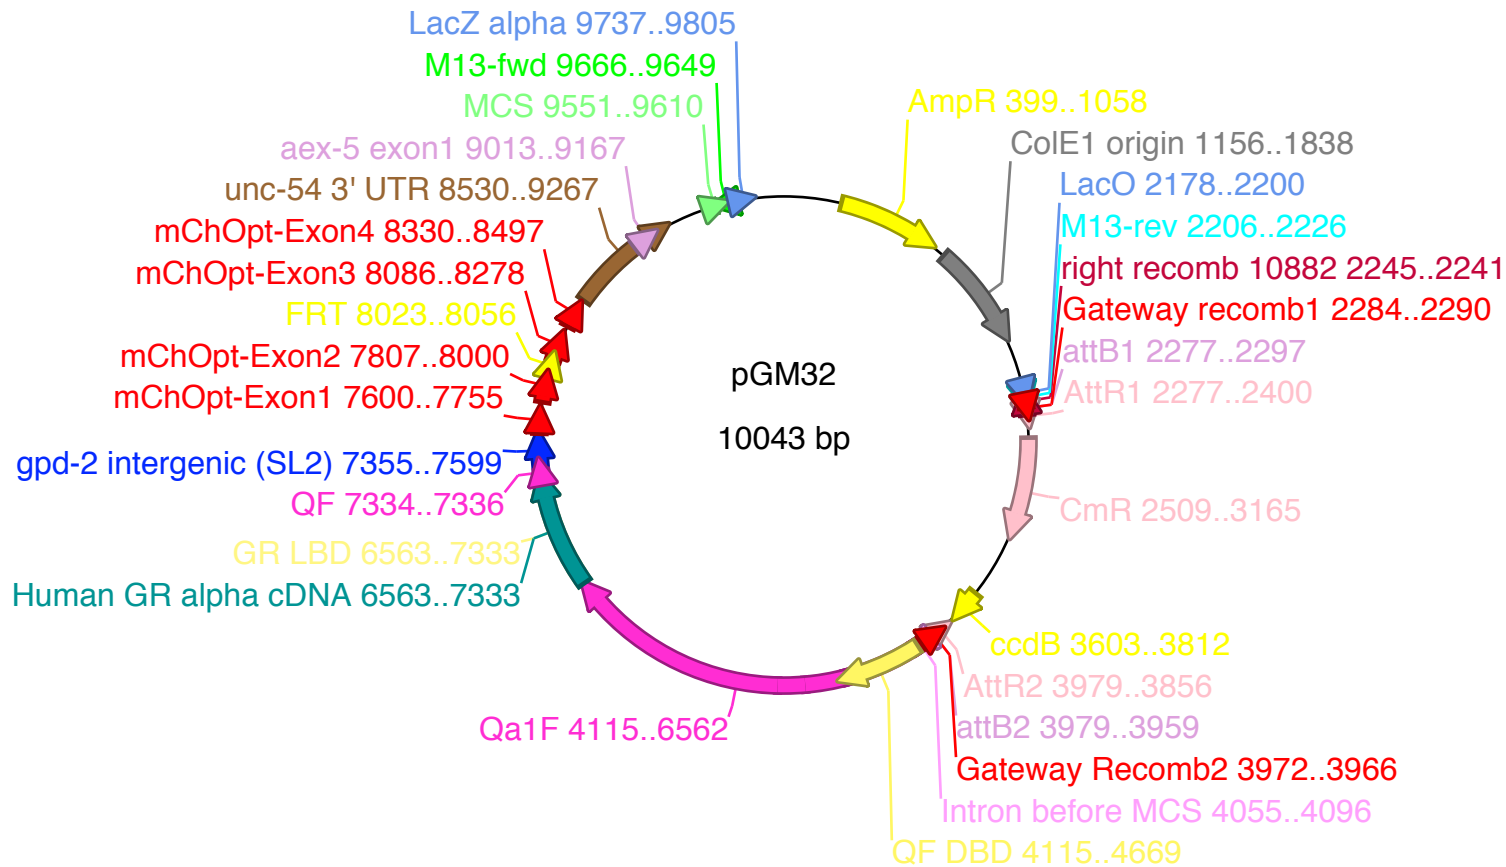 LacZ alpha 9737..9805
M13-fwd 9666..9649
MCS 9551..9610
aex-5 exon1 9013..9167
unc-54 3' UTR 8530..9267
mChOpt-Exon4 8330..8497
mChOpt-Exon3 8086..8278
FRT 8023..8056
mChOpt-Exon2 7807..8000
mChOpt-Exon1 7600..7755
gpd-2 intergenic (SL2) 7355..7599
QF 7334..7336
GR LBD 6563..7333
Human GR alpha cDNA 6563..7333
Qa1F 4115..6562
pGM32
10043 bp
AmpR 399..1058
ColE1 origin 1156..1838
LacO 2178..2200
M13-rev 2206..2226
right recomb 10882 2245..2241
Gateway recomb1 2284..2290
attB1 2277..2297
AttR1 2277..2400
CmR 2509..3165
ccdB 3603..3812
AttR2 3979..3856
attB2 3979..3959
Gateway Recomb2 3972..3966
Intron before MCS 4055..4096
QF DBD 4115..4669